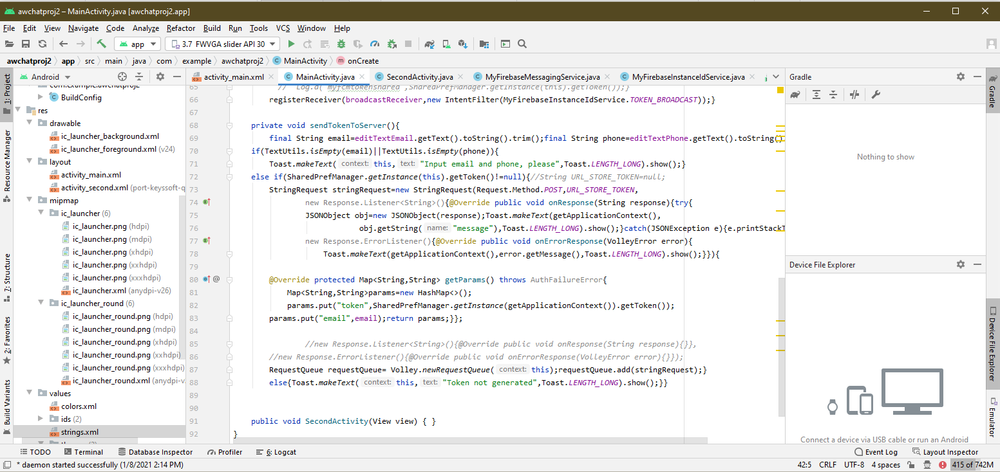 awchatproj2 – MainActivity.java [awchatproj2.app]
File Edit View Navigate Code Analyze Refactor Build Run Tools VCS Window Help
app 3.7 FWVGA slider API 30
awchatproj2 app src main java com example awchatproj2 MainActivity onCreate
1: Project
Resource Manager
Z: Structure
2: Favorites
Build Variants
Android
com.example.awchatproj2
BuildConfig
res
drawable
ic_launcher_background.xml
ic_launcher_foreground.xml (v24)
layout
activity_main.xml
activity_second.xml (port-keyssoft-q
mipmap
ic_launcher (6)
ic_launcher.png (hdpi)
ic_launcher.png (mdpi)
ic_launcher.png (xhdpi)
ic_launcher.png (xxhdpi)
ic_launcher.png (xxxhdpi)
ic_launcher.xml (anydpi-v26)
ic_launcher_round (6)
ic_launcher_round.png (hdpi)
ic_launcher_round.png (mdpi)
ic_launcher_round.png (xhdpi)
ic_launcher_round.png (xxhdpi)
ic_launcher_round.png (xxxhdpi)
ic_launcher_round.xml (anydpi-v.
values
colors.xml
ids (2)
strings.xml
activity_main.xml MainActivity.java SecondActivity.java MyFirebaseMessagingService.java MyFirebaseInstanceIdService.java
65 // Log.d("myfcmtokenshared",SharedPrefManager.getInstance(this).getToken());}
66 registerReceiver(broadcastReceiver,new IntentFilter(MyFirebaseInstanceIdService.TOKEN_BROADCAST));}
67
68 private void sendTokenToServer(){
69 final String email=editTextEmail.getText().toString().trim();final String phone=editTextPhone.getText().toString()
70 if(TextUtils.isEmpty(email)||TextUtils.isEmpty(phone)){
71 Toast.makeText( context: this, text: "Input email and phone, please",Toast.LENGTH_LONG).show();}
72 else if(SharedPrefManager.getInstance(this).getToken()!=null){//String URL_STORE_TOKEN=null;
73 StringRequest stringRequest=new StringRequest(Request.Method.POST,URL_STORE_TOKEN,
74 new Response.Listener<String>(){@Override public void onResponse(String response){try{
75 JSONObject obj=new JSONObject(response);Toast.makeText(getApplicationContext(),
76 obj.getString( name: "message"),Toast.LENGTH_LONG).show();}catch(JSONException e){e.printStackT
77 new Response.ErrorListener(){@Override public void onErrorResponse(VolleyError error){
78 Toast.makeText(getApplicationContext(),error.getMessage(),Toast.LENGTH_LONG).show();}}){
79
80 @ @Override protected Map<String,String> getParams() throws AuthFailureError{
81 Map<String,String>params=new HashMap<>();
82 params.put("token",SharedPrefManager.getInstance(getApplicationContext()).getToken());
83 params.put("email",email);return params;}};
84
85 //new Response.Listener<String>(){@Override public void onResponse(String response){}},
86 //new Response.ErrorListener(){@Override public void onErrorResponse(VolleyError error){}});
87 RequestQueue requestQueue= Volley.newRequestQueue( context: this);requestQueue.add(stringRequest);}
88 else{Toast.makeText( context: this, text: "Token not generated",Toast.LENGTH_LONG).show();}}
89
90
91 public void SecondActivity(View view) { }
92 }
Gradle
Nothing to show
Device File Explorer
Connect a device via USB cable or run an Android
Gradle
Device File Explorer
Emulator
TODO Terminal Database Inspector Profiler 6: Logcat Event Log Layout Inspector
* daemon started successfully (1/8/2021 2:14 PM) 42:5 CRLF UTF-8 4 spaces 415 of 742M